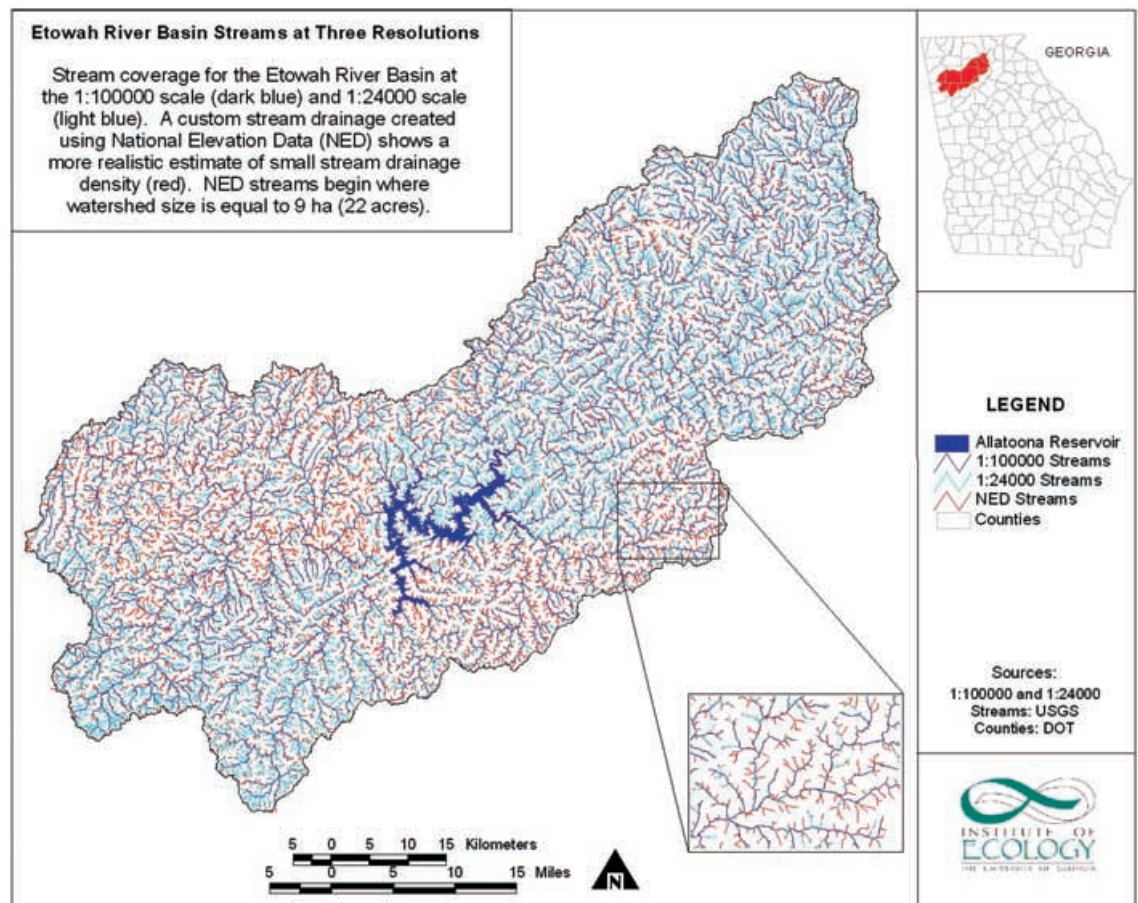 Etowah River Basin Streams at Three Resolutions
Stream coverage for the Etowah River Basin at
the 1:100000 scale (dark blue) and 1:24000 scale
(light blue). A custom stream drainage created
using National Elevation Data (NED) shows a
more realistic estimate of small stream drainage
density (red). NED streams begin where
watershed size is equal to 9 ha (22 acres).
GEORGIA
LEGEND
Allatoona Reservoir
1:100000 Streams
1:24000 Streams
NED Streams
Counties
Sources:
1:100000 and 1:24000
Streams: USGS
Counties: DOT
5 0 5 10 15 Kilometers
5 0 5 10 15 Miles
N
INSTITUTE OF
ECOLOGY
THE UNIVERSITY OF GEORGIA